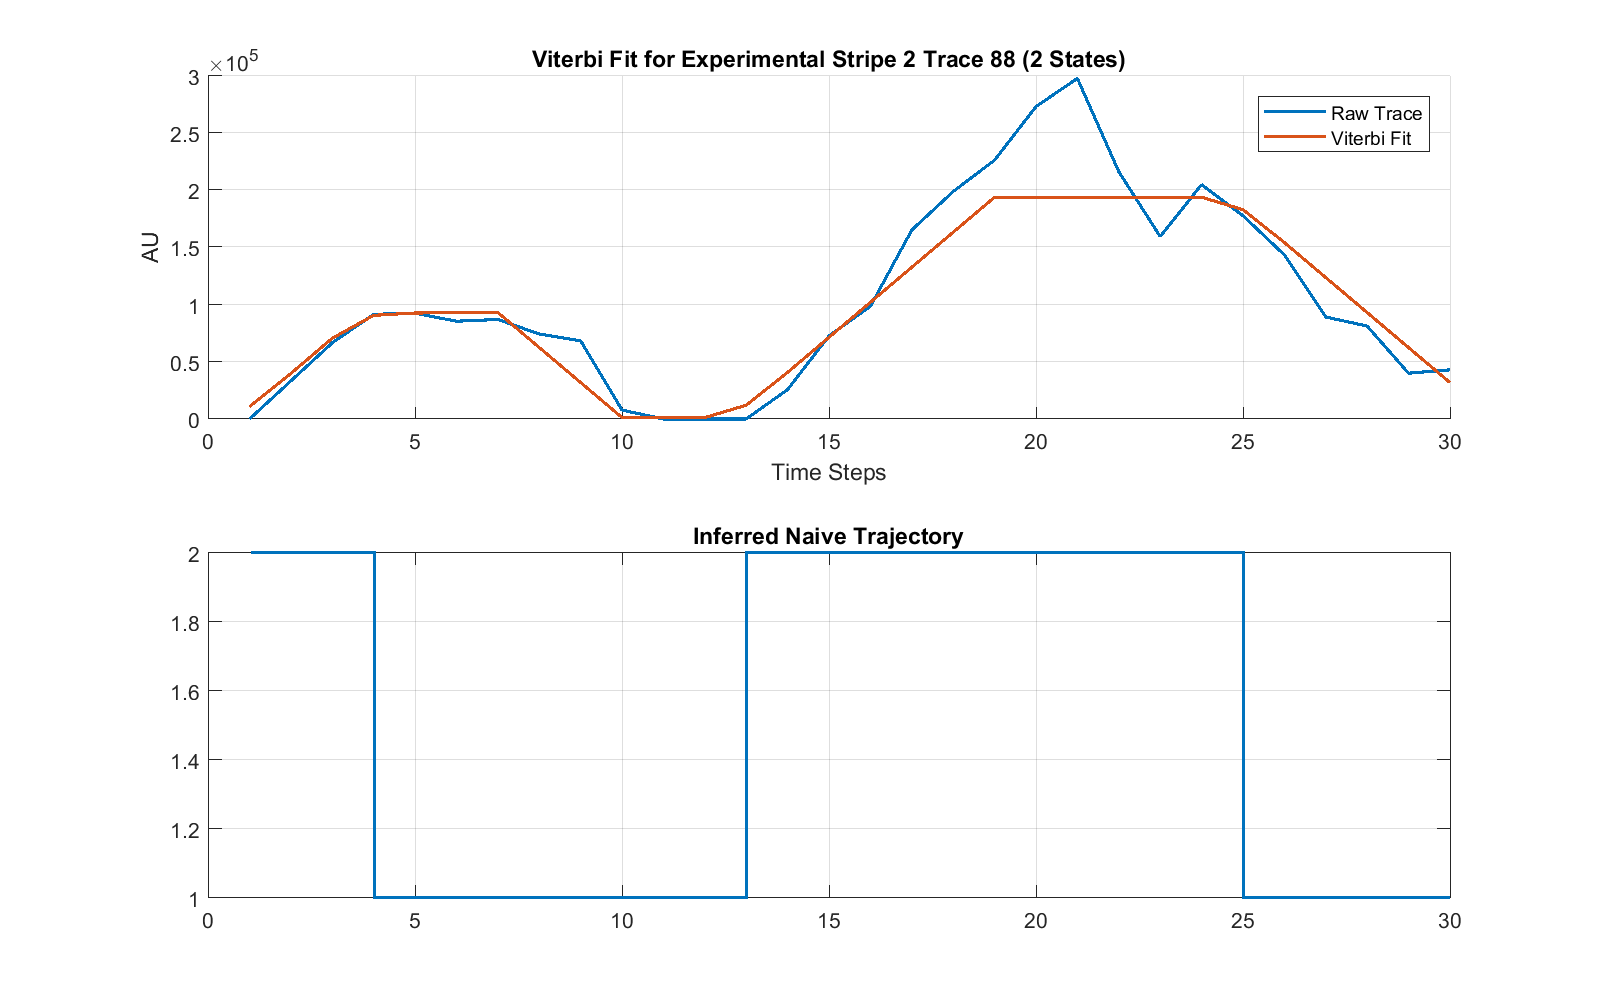 Viterbi Fit for Experimental Stripe 2 Trace 88 (2 States)
×10^5
3
2.5
2
1.5
1
0.5
0
AU
Raw Trace
Viterbi Fit
0 5 10 15 20 25 30
Time Steps
Inferred Naive Trajectory
2
1.8
1.6
1.4
1.2
1
0 5 10 15 20 25 30